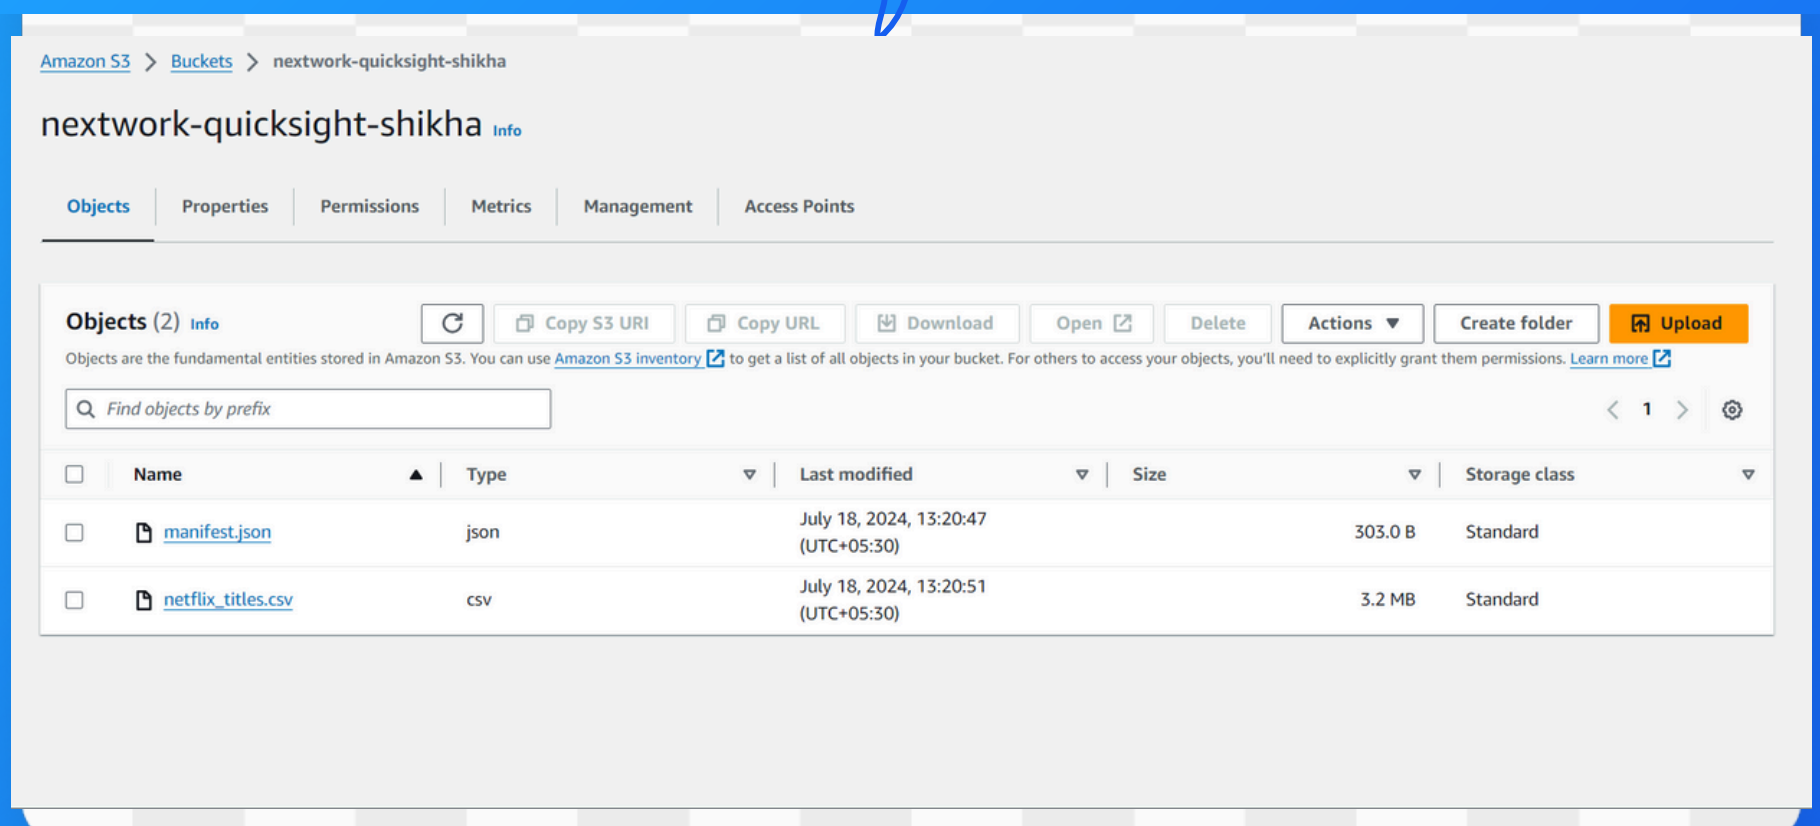 Amazon S3 > Buckets > nextwork-quicksight-shikha
nextwork-quicksight-shikha Info
Objects Properties Permissions Metrics Management Access Points
Objects (2) Info Copy S3 URI Copy URL Download Open Delete Actions Create folder Upload
Objects are the fundamental entities stored in Amazon S3. You can use Amazon S3 inventory to get a list of all objects in your bucket. For others to access your objects, you'll need to explicitly grant them permissions. Learn more
Find objects by prefix < 1 >
Name Type Last modified Size Storage class
manifest.json json July 18, 2024, 13:20:47 (UTC+05:30) 303.0 B Standard
netflix_titles.csv csv July 18, 2024, 13:20:51 (UTC+05:30) 3.2 MB Standard